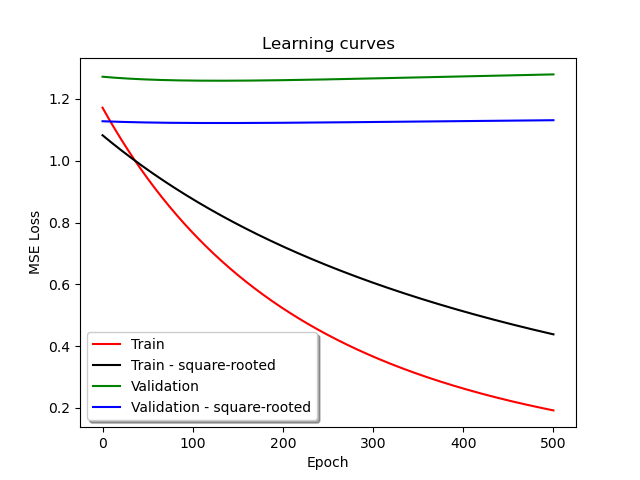 Learning curves
MSE Loss
1.2
1.0
0.8
0.6
0.4
0.2
Train
Train - square-rooted
Validation
Validation - square-rooted
0 100 200 300 400 500
Epoch